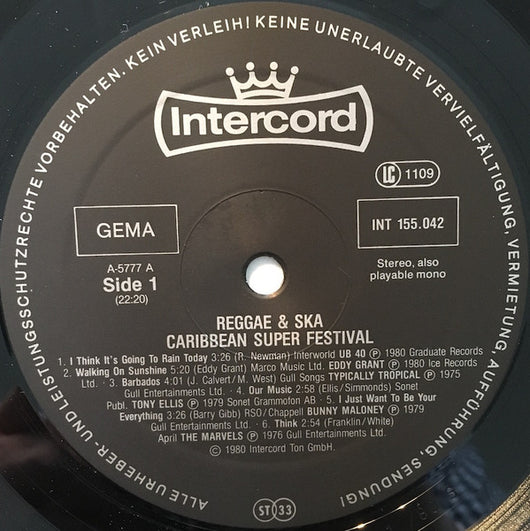 ALLE URHEBER- UND LEISTUNGSSCHUTZRECHTE VORBEHALTEN. KEIN VERLEIH! KEINE UNERLAUBTE VERVIELFÄLTIGUNG, VERMIETUNG, AUFFÜHRUNG, SENDUNG!
Intercord
LC 1109
GEMA
INT 155.042
A-5777 A
Side 1
(22:20)
Stereo, also
playable mono
REGGAE & SKA
CARIBBEAN SUPER FESTIVAL
1. I Think It's Going To Rain Today 3:26 (R. Newman) Interworld UB 40 Ⓟ 1980 Graduate Records
2. Walking On Sunshine 5:20 (Eddy Grant) Marco Music Ltd. EDDY GRANT Ⓟ 1980 Ice Records
Ltd. · 3. Barbados 4:01 (J. Calvert/M. West) Gull Songs TYPICALLY TROPICAL Ⓟ 1975
Gull Entertainments Ltd. · 4. Our Music 2:58 (Ellis/Simmonds) Sonet
Publ. TONY ELLIS Ⓟ 1979 Sonet Grammofon AB · 5. I Just Want To Be Your
Everything 3:26 (Barry Gibb) RSO/Chappell BUNNY MALONEY Ⓟ 1979
Gull Entertainments Ltd. · 6. Think 2:54 (Franklin/White)
April THE MARVELS Ⓟ 1976 Gull Entertainments Ltd.
© 1980 Intercord Ton GmbH.
ST 33